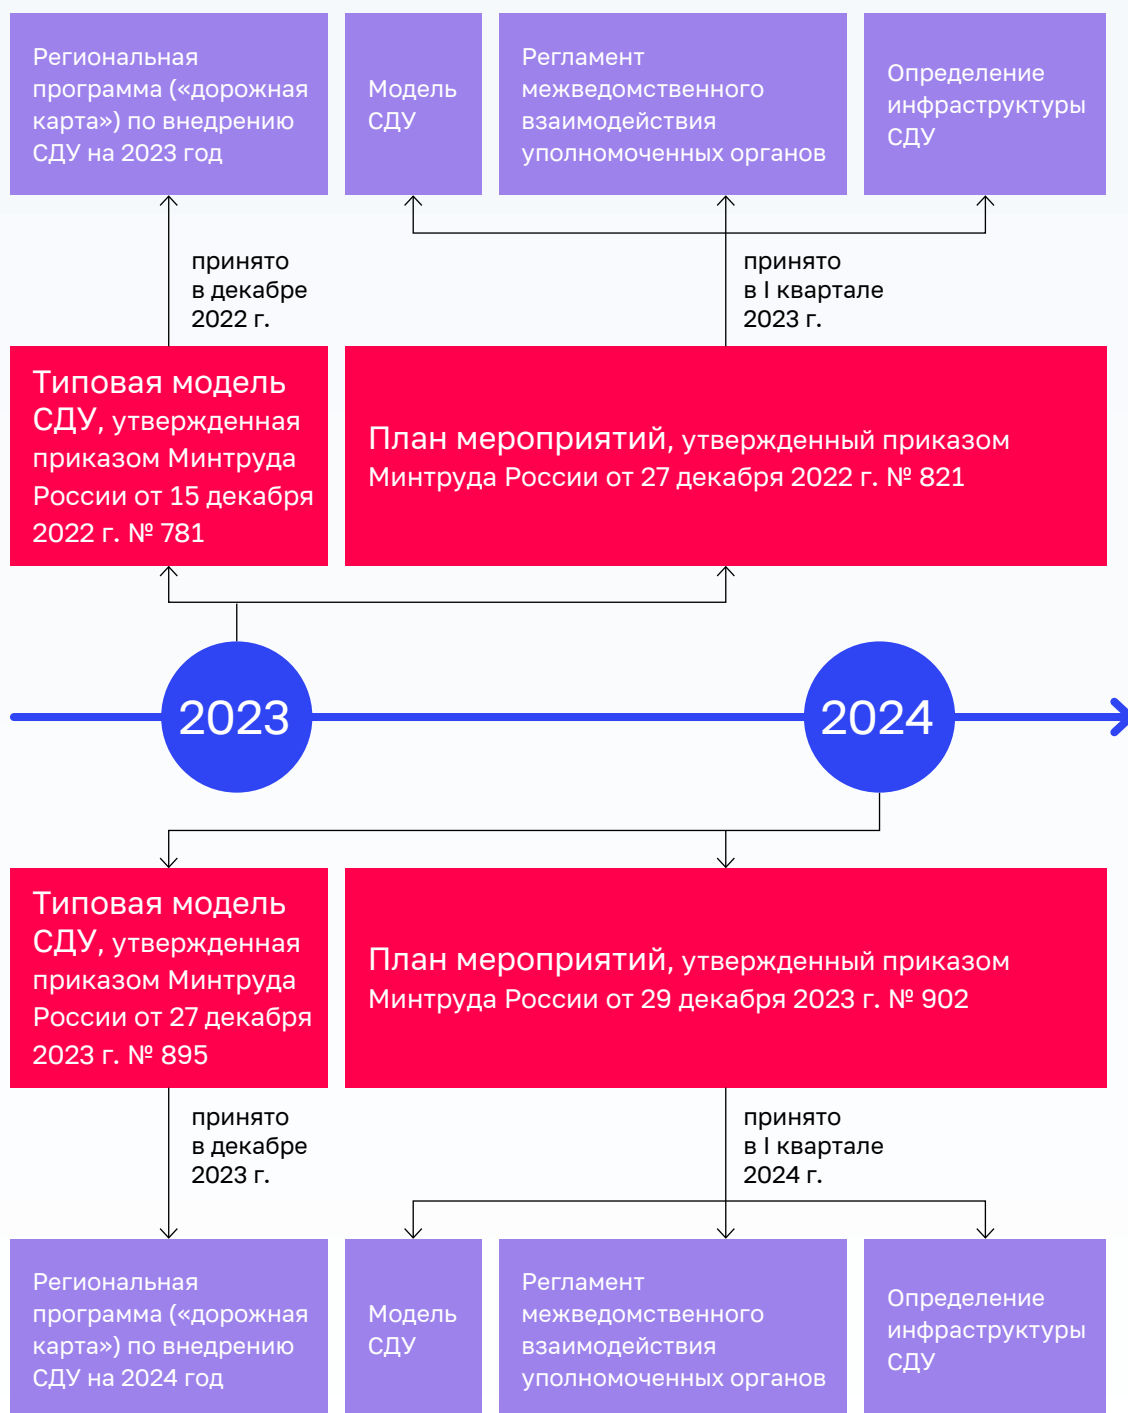 Региональная
программа («дорожная
карта») по внедрению
СДУ на 2023 год
Модель
СДУ
Регламент
межведомственного
взаимодействия
уполномоченных органов
Определение
инфраструктуры
СДУ
принято
в декабре
2022 г.
принято
в I квартале
2023 г.
Типовая модель
СДУ, утвержденная
приказом Минтруда
России от 15 декабря
2022 г. № 781
План мероприятий, утвержденный приказом
Минтруда России от 27 декабря 2022 г. № 821
2023
2024
Типовая модель
СДУ, утвержденная
приказом Минтруда
России от 27 декабря
2023 г. № 895
План мероприятий, утвержденный приказом
Минтруда России от 29 декабря 2023 г. № 902
принято
в декабре
2023 г.
принято
в I квартале
2024 г.
Региональная
программа («дорожная
карта») по внедрению
СДУ на 2024 год
Модель
СДУ
Регламент
межведомственного
взаимодействия
уполномоченных органов
Определение
инфраструктуры
СДУ